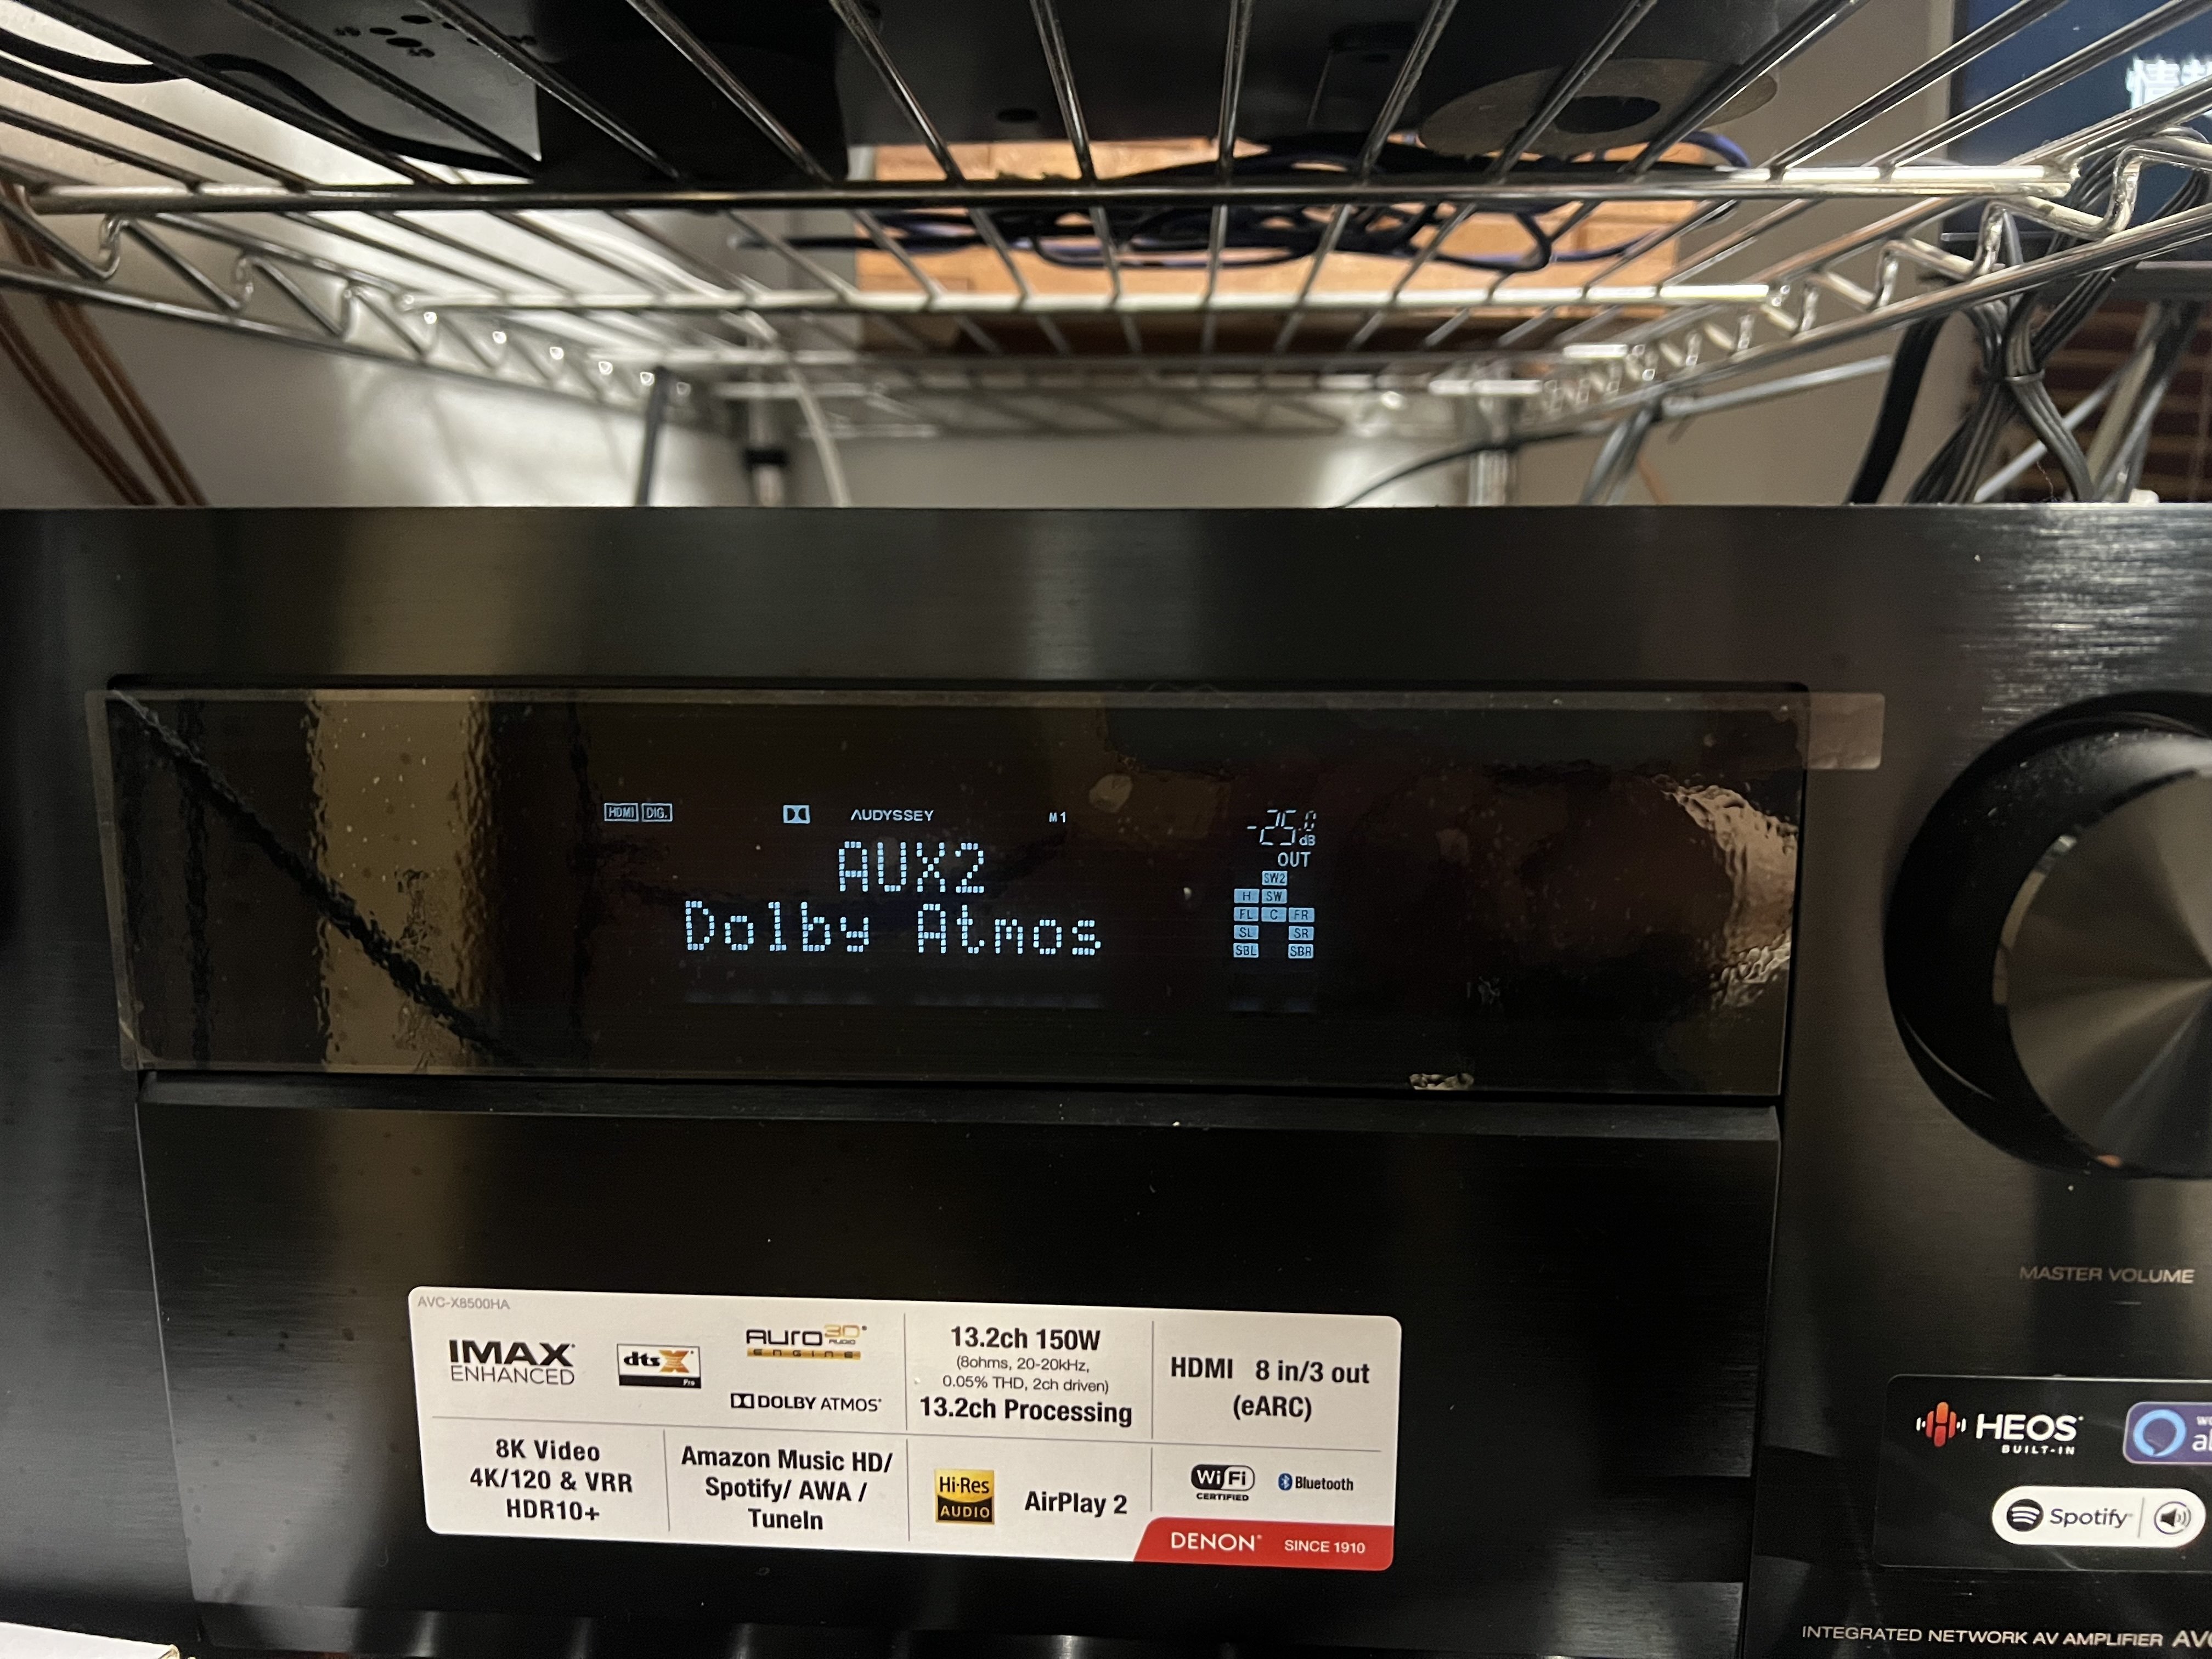 HDMI DIG. AUDYSSEY M1
-25.0 dB
OUT
AUX2
Dolby Atmos
SW2
H SW
FL C FR
SL SR
SBL SBR
MASTER VOLUME
AVC-X8500HA
IMAX
ENHANCED
dts X
Pro
AURO 3D
AUDIO
ENGINE
DOLBY ATMOS
13.2ch 150W
(8ohms, 20-20kHz,
0.05% THD, 2ch driven)
13.2ch Processing
HDMI 8 in/3 out
(eARC)
8K Video
4K/120 & VRR
HDR10+
Amazon Music HD/
Spotify/ AWA /
TuneIn
Hi-Res
AUDIO
AirPlay 2
Wi Fi
CERTIFIED
Bluetooth
DENON SINCE 1910
HEOS
BUILT-IN
Spotify
INTEGRATED NETWORK AV AMPLIFIER